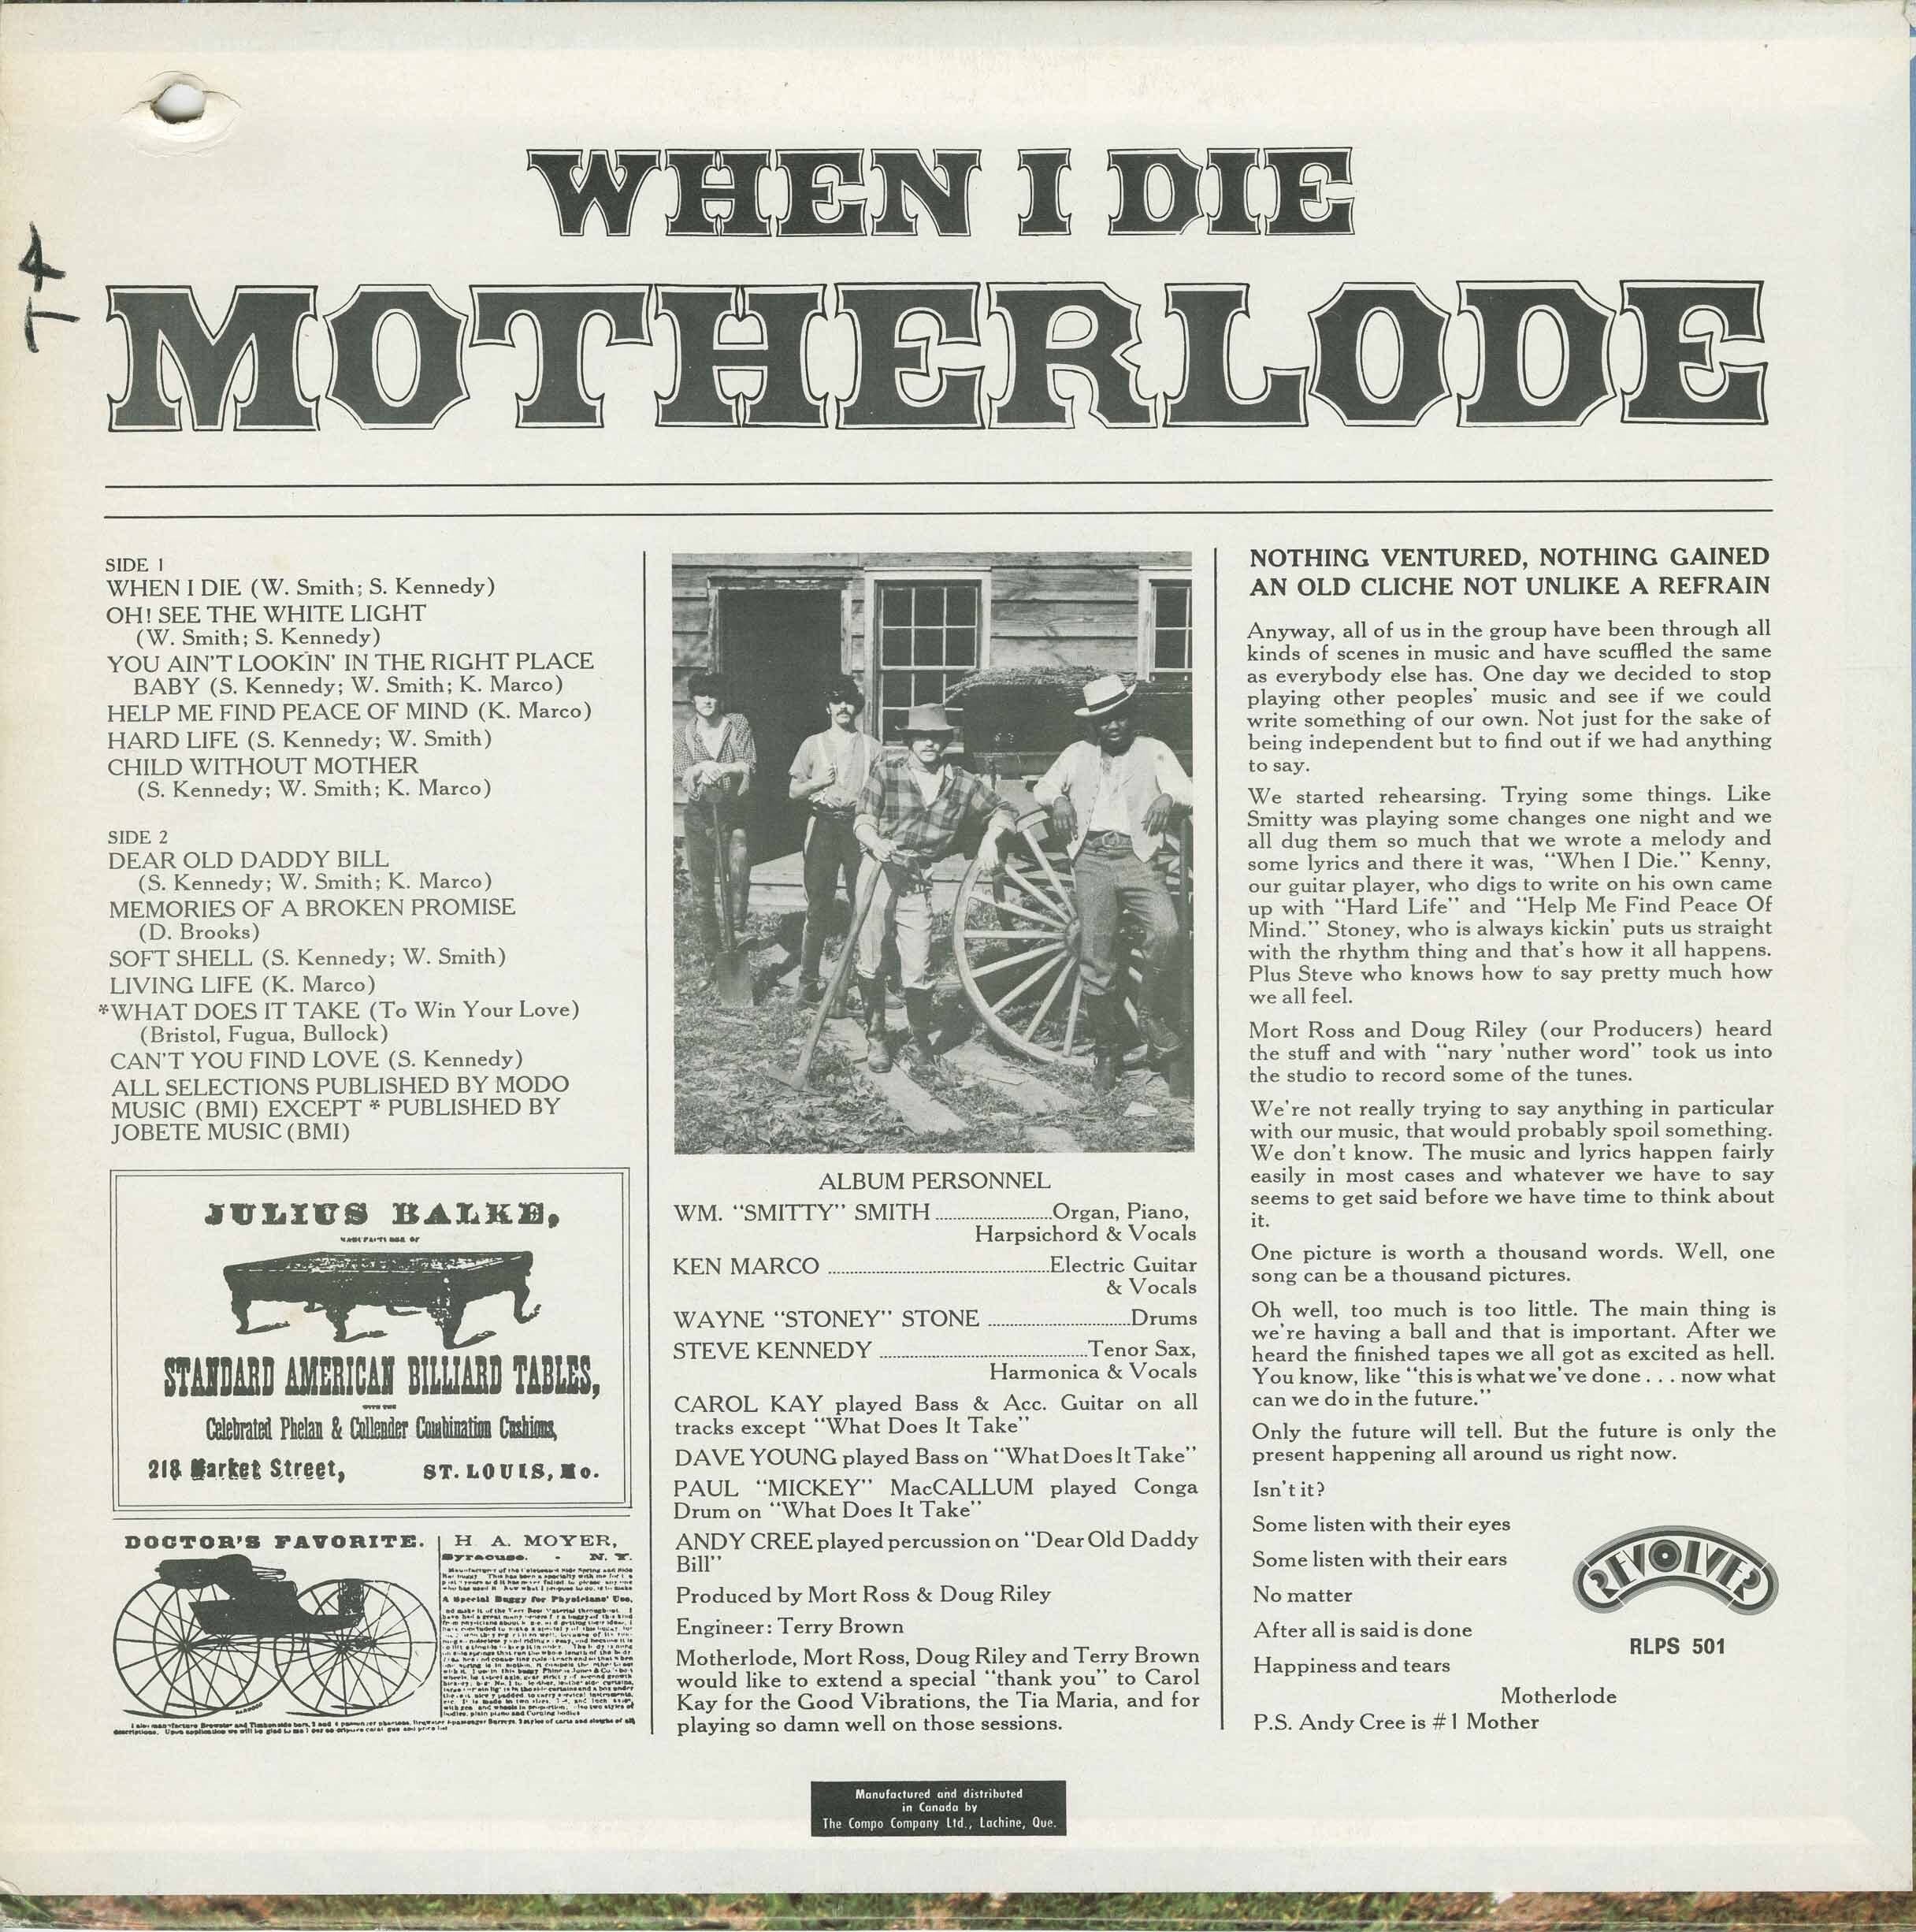 WHEN I DIE
MOTHERLODE
SIDE 1
WHEN I DIE (W. Smith; S. Kennedy)
OH! SEE THE WHITE LIGHT
(W. Smith; S. Kennedy)
YOU AIN'T LOOKIN' IN THE RIGHT PLACE
BABY (S. Kennedy; W. Smith; K. Marco)
HELP ME FIND PEACE OF MIND (K. Marco)
HARD LIFE (S. Kennedy; W. Smith)
CHILD WITHOUT MOTHER
(S. Kennedy; W. Smith; K. Marco)
SIDE 2
DEAR OLD DADDY BILL
(S. Kennedy; W. Smith; K. Marco)
MEMORIES OF A BROKEN PROMISE
(D. Brooks)
SOFT SHELL (S. Kennedy; W. Smith)
LIVING LIFE (K. Marco)
*WHAT DOES IT TAKE (To Win Your Love)
(Bristol, Fugua, Bullock)
CAN'T YOU FIND LOVE (S. Kennedy)
ALL SELECTIONS PUBLISHED BY MODO
MUSIC (BMI) EXCEPT * PUBLISHED BY
JOBETE MUSIC (BMI)
JULIUS BALKE,
MANUFACTURER OF
STANDARD AMERICAN BILLIARD TABLES,
WITH THE
Celebrated Phelan & Collender Combination Cushions,
218 Market Street, ST. LOUIS, Mo.
DOCTOR'S FAVORITE.
H. A. MOYER,
Syracuse. - N. Y.
A Special Buggy for Physicians' Use,
ALBUM PERSONNEL
WM. "SMITTY" SMITH ........Organ, Piano,
Harpsichord & Vocals
KEN MARCO ........Electric Guitar
& Vocals
WAYNE "STONEY" STONE ........Drums
STEVE KENNEDY ........Tenor Sax,
Harmonica & Vocals
CAROL KAY played Bass & Acc. Guitar on all
tracks except "What Does It Take"
DAVE YOUNG played Bass on "What Does It Take"
PAUL "MICKEY" MacCALLUM played Conga
Drum on "What Does It Take"
ANDY CREE played percussion on "Dear Old Daddy
Bill"
Produced by Mort Ross & Doug Riley
Engineer: Terry Brown
Motherlode, Mort Ross, Doug Riley and Terry Brown
would like to extend a special "thank you" to Carol
Kay for the Good Vibrations, the Tia Maria, and for
playing so damn well on those sessions.
NOTHING VENTURED, NOTHING GAINED
AN OLD CLICHE NOT UNLIKE A REFRAIN
Anyway, all of us in the group have been through all
kinds of scenes in music and have scuffled the same
as everybody else has. One day we decided to stop
playing other peoples' music and see if we could
write something of our own. Not just for the sake of
being independent but to find out if we had anything
to say.
We started rehearsing. Trying some things. Like
Smitty was playing some changes one night and we
all dug them so much that we wrote a melody and
some lyrics and there it was, "When I Die." Kenny,
our guitar player, who digs to write on his own came
up with "Hard Life" and "Help Me Find Peace Of
Mind." Stoney, who is always kickin' puts us straight
with the rhythm thing and that's how it all happens.
Plus Steve who knows how to say pretty much how
we all feel.
Mort Ross and Doug Riley (our Producers) heard
the stuff and with "nary 'nuther word" took us into
the studio to record some of the tunes.
We're not really trying to say anything in particular
with our music, that would probably spoil something.
We don't know. The music and lyrics happen fairly
easily in most cases and whatever we have to say
seems to get said before we have time to think about
it.
One picture is worth a thousand words. Well, one
song can be a thousand pictures.
Oh well, too much is too little. The main thing is
we're having a ball and that is important. After we
heard the finished tapes we all got as excited as hell.
You know, like "this is what we've done . . . now what
can we do in the future."
Only the future will tell. But the future is only the
present happening all around us right now.
Isn't it?
Some listen with their eyes
Some listen with their ears
No matter
After all is said is done
Happiness and tears
Motherlode
P.S. Andy Cree is #1 Mother
REVOLVER
RLPS 501
Manufactured and distributed
in Canada by
The Compo Company Ltd., Lachine, Que.